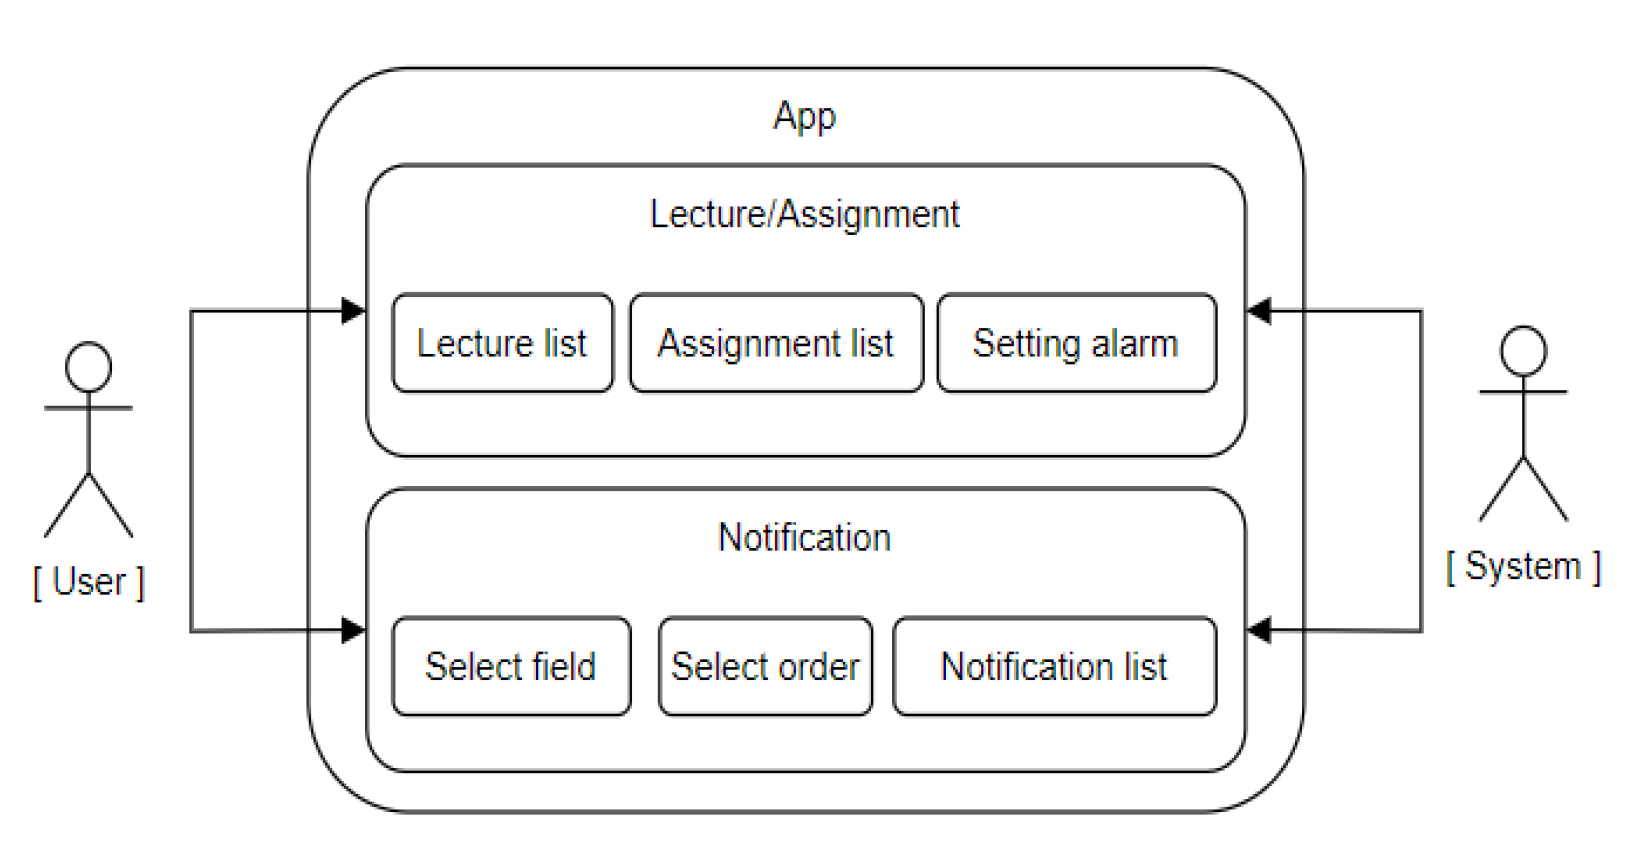 App
Lecture/Assignment
Lecture list
Assignment list
Setting alarm
[ User ]
[ System ]
Notification
Select field
Select order
Notification list